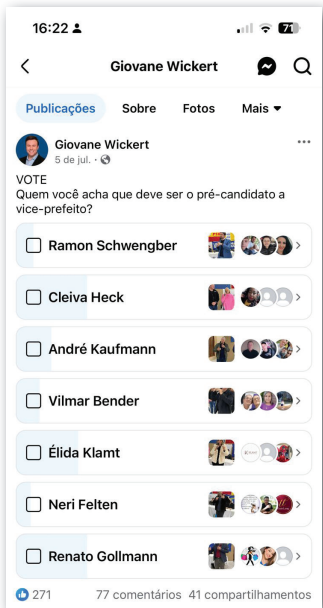 16:22
71
Giovane Wickert
Publicações Sobre Fotos Mais
Giovane Wickert
5 de jul. ·
VOTE
Quem você acha que deve ser o pré-candidato a
vice-prefeito?
Ramon Schwengber
Cleiva Heck
André Kaufmann
Vilmar Bender
Élida Klamt
Neri Felten
Renato Gollmann
271 77 comentários 41 compartilhamentos